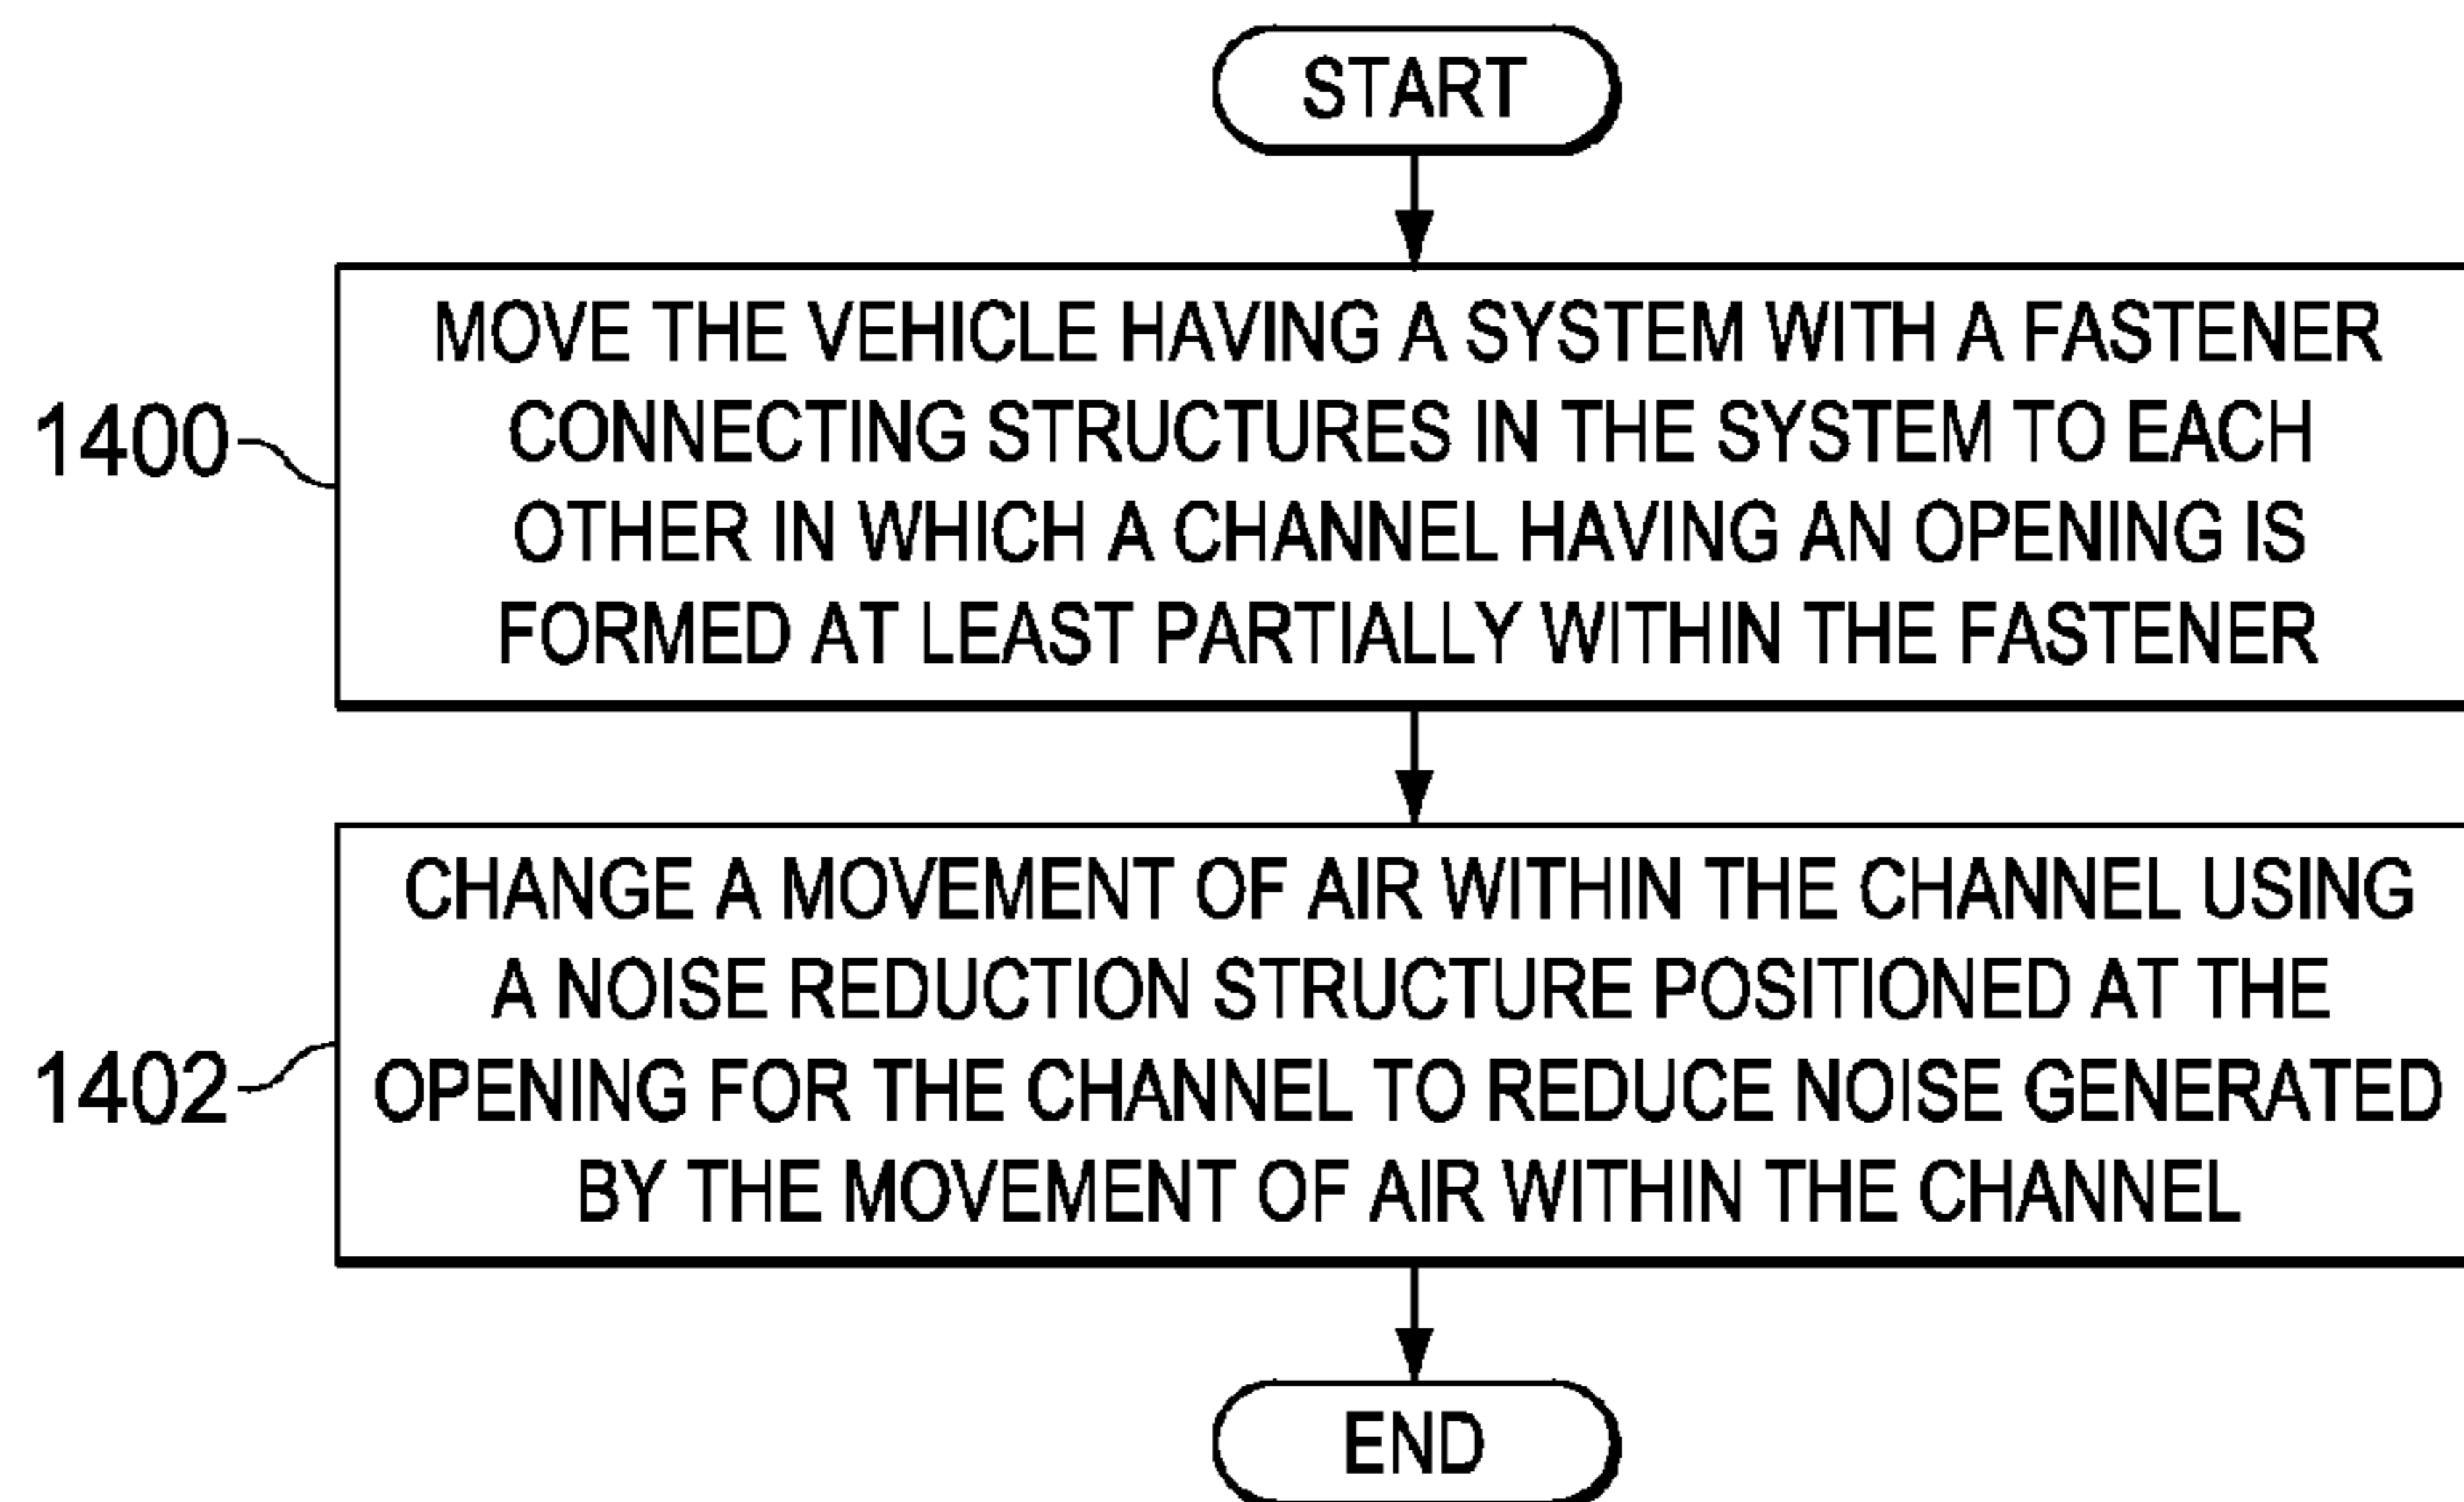 START
MOVE THE VEHICLE HAVING A SYSTEM WITH A FASTENER
CONNECTING STRUCTURES IN THE SYSTEM TO EACH
OTHER IN WHICH A CHANNEL HAVING AN OPENING IS
FORMED AT LEAST PARTIALLY WITHIN THE FASTENER
1400
CHANGE A MOVEMENT OF AIR WITHIN THE CHANNEL USING
A NOISE REDUCTION STRUCTURE POSITIONED AT THE
OPENING FOR THE CHANNEL TO REDUCE NOISE GENERATED
BY THE MOVEMENT OF AIR WITHIN THE CHANNEL
1402
END